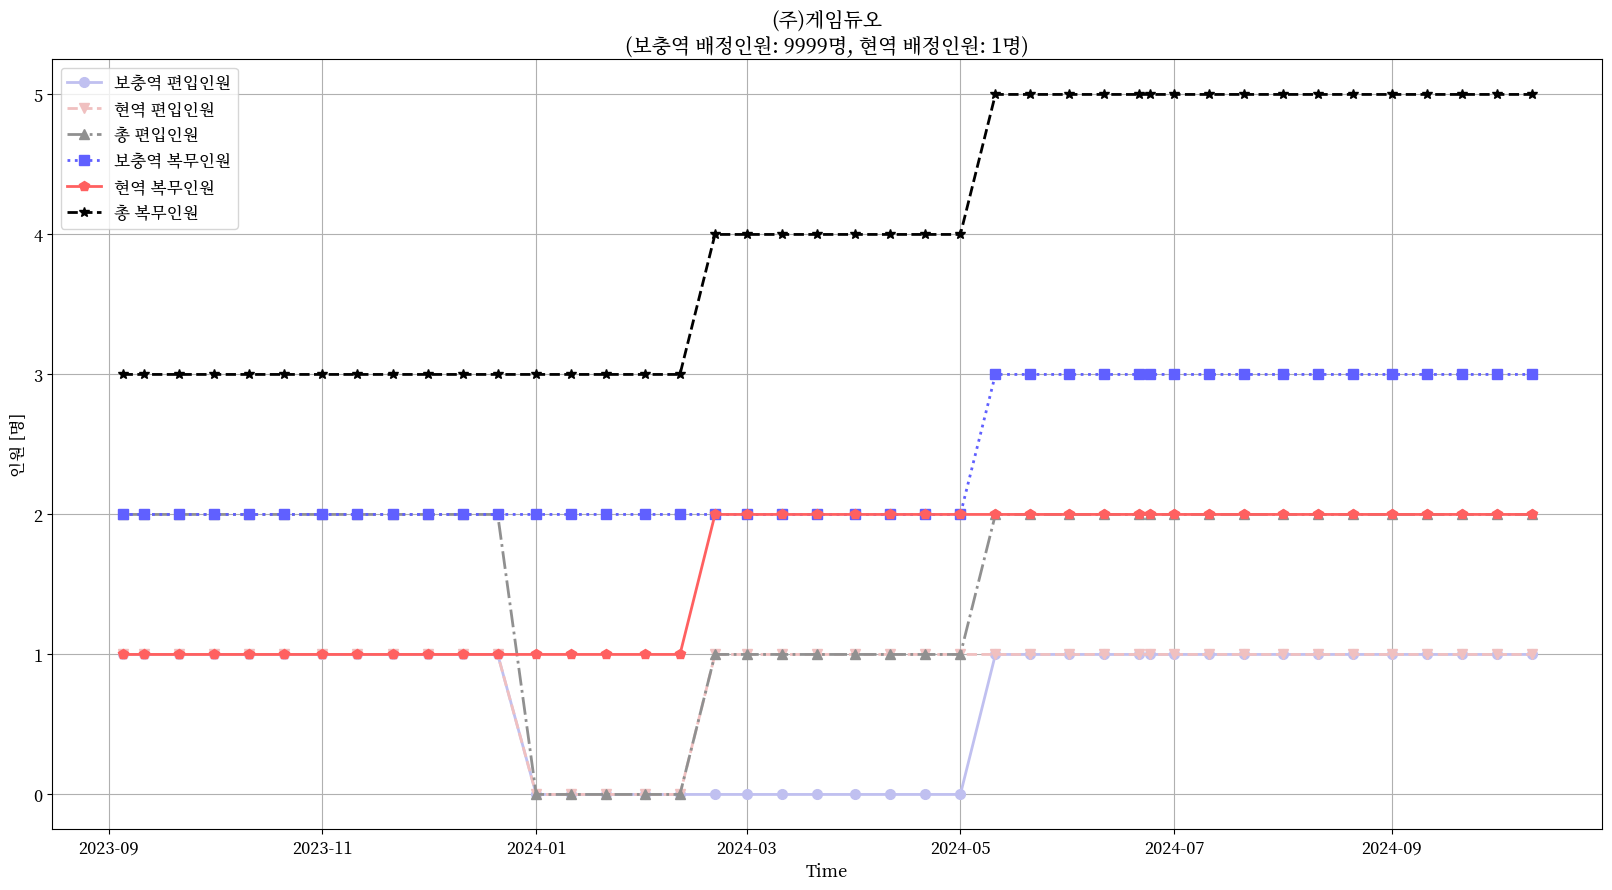 (주)게임듀오
(보충역 배정인원: 9999명, 현역 배정인원: 1명)
보충역 편입인원
현역 편입인원
총 편입인원
보충역 복무인원
현역 복무인원
총 복무인원
5
4
3
2
1
0
인원 [명]
2023-09 2023-11 2024-01 2024-03 2024-05 2024-07 2024-09
Time